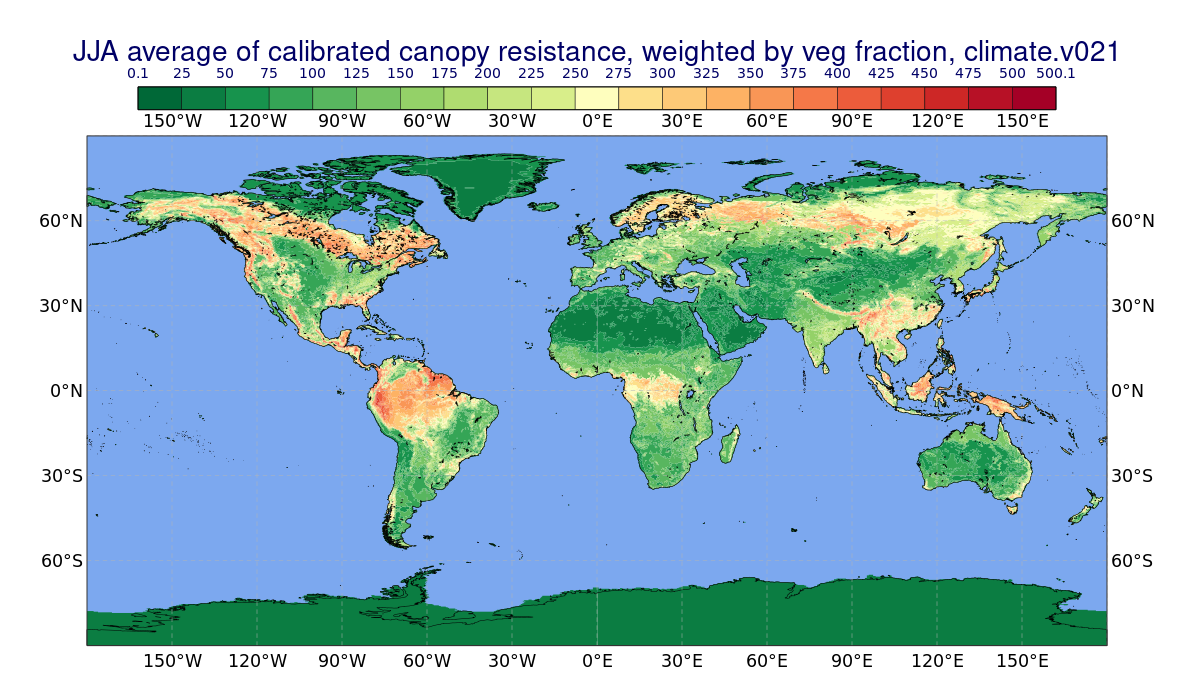 JJA average of calibrated canopy resistance, weighted by veg fraction, climate.v021
0.1 25 50 75 100 125 150 175 200 225 250 275 300 325 350 375 400 425 450 475 500 500.1
150°W 120°W 90°W 60°W 30°W 0°E 30°E 60°E 90°E 120°E 150°E
60°N 60°N
30°N 30°N
0°N 0°N
30°S 30°S
60°S 60°S
150°W 120°W 90°W 60°W 30°W 0°E 30°E 60°E 90°E 120°E 150°E